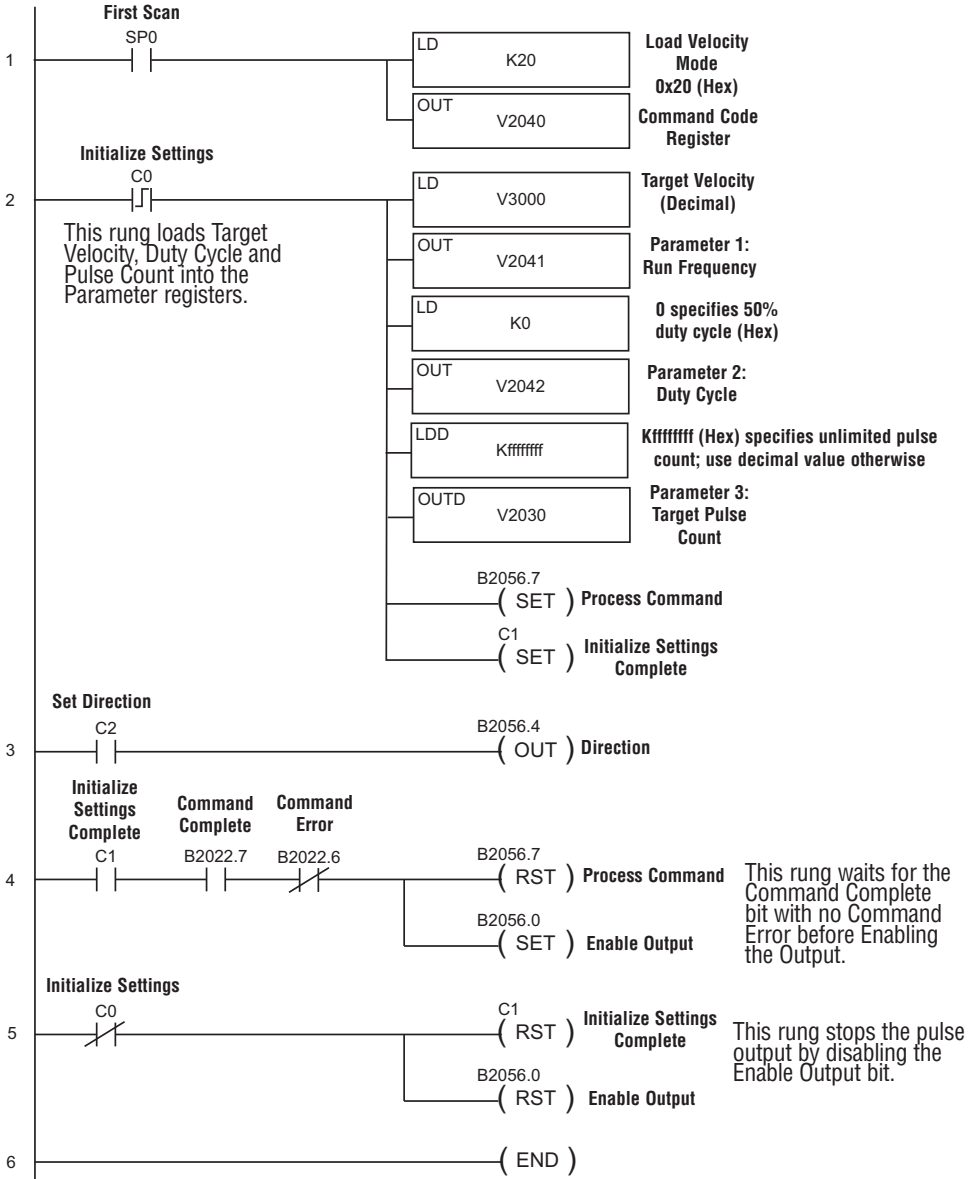 First Scan
SP0
1
LD
K20
Load Velocity
Mode
0x20 (Hex)
OUT
V2040
Command Code
Register
Initialize Settings
C0
2
This rung loads Target
Velocity, Duty Cycle and
Pulse Count into the
Parameter registers.
LD
V3000
Target Velocity
(Decimal)
OUT
V2041
Parameter 1:
Run Frequency
LD
K0
0 specifies 50%
duty cycle (Hex)
OUT
V2042
Parameter 2:
Duty Cycle
LDD
Kffffffff
Kffffffff (Hex) specifies unlimited pulse
count; use decimal value otherwise
OUTD
V2030
Parameter 3:
Target Pulse
Count
B2056.7
( SET ) Process Command
C1
( SET ) Initialize Settings
Complete
Set Direction
C2
3
B2056.4
( OUT ) Direction
Initialize
Settings
Complete
C1
Command
Complete
B2022.7
Command
Error
B2022.6
4
B2056.7
( RST ) Process Command
B2056.0
( SET ) Enable Output
This rung waits for the
Command Complete
bit with no Command
Error before Enabling
the Output.
Initialize Settings
C0
5
C1
( RST ) Initialize Settings
Complete
B2056.0
( RST ) Enable Output
This rung stops the pulse
output by disabling the
Enable Output bit.
6
( END )